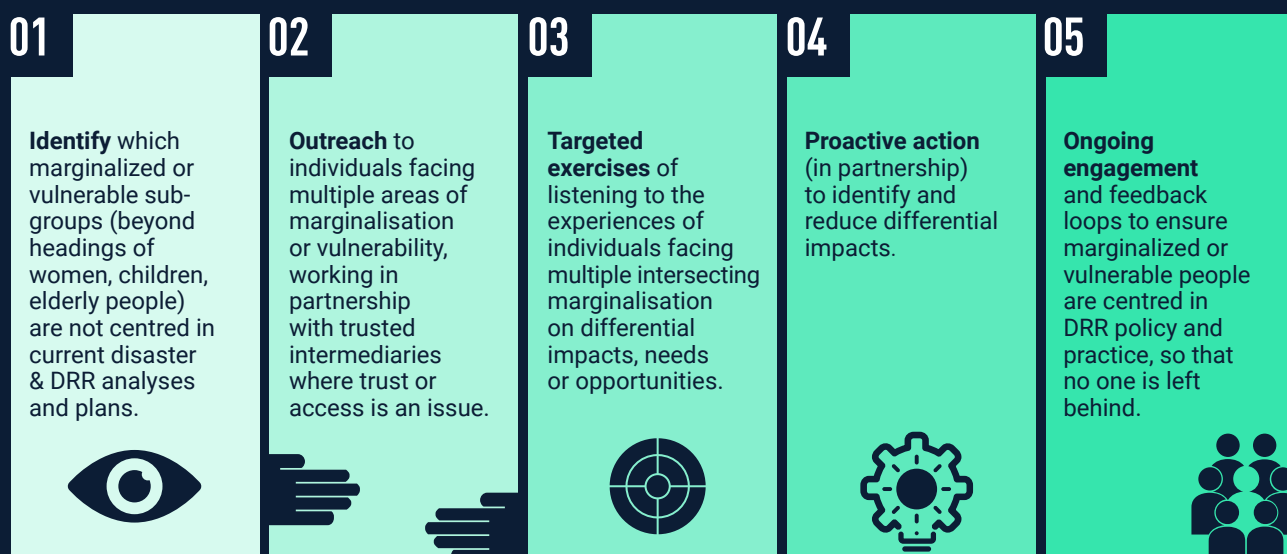 01
Identify which
marginalized or
vulnerable sub-
groups (beyond
headings of
women, children,
elderly people)
are not centred in
current disaster
& DRR analyses
and plans.
02
Outreach to
individuals facing
multiple areas of
marginalisation
or vulnerability,
working in
partnership
with trusted
intermediaries
where trust or
access is an issue.
03
Targeted
exercises of
listening to the
experiences of
individuals facing
multiple intersecting
marginalisation
on differential
impacts, needs
or opportunities.
04
Proactive action
(in partnership)
to identify and
reduce differential
impacts.
05
Ongoing
engagement
and feedback
loops to ensure
marginalized or
vulnerable people
are centred in
DRR policy and
practice, so that
no one is left
behind.